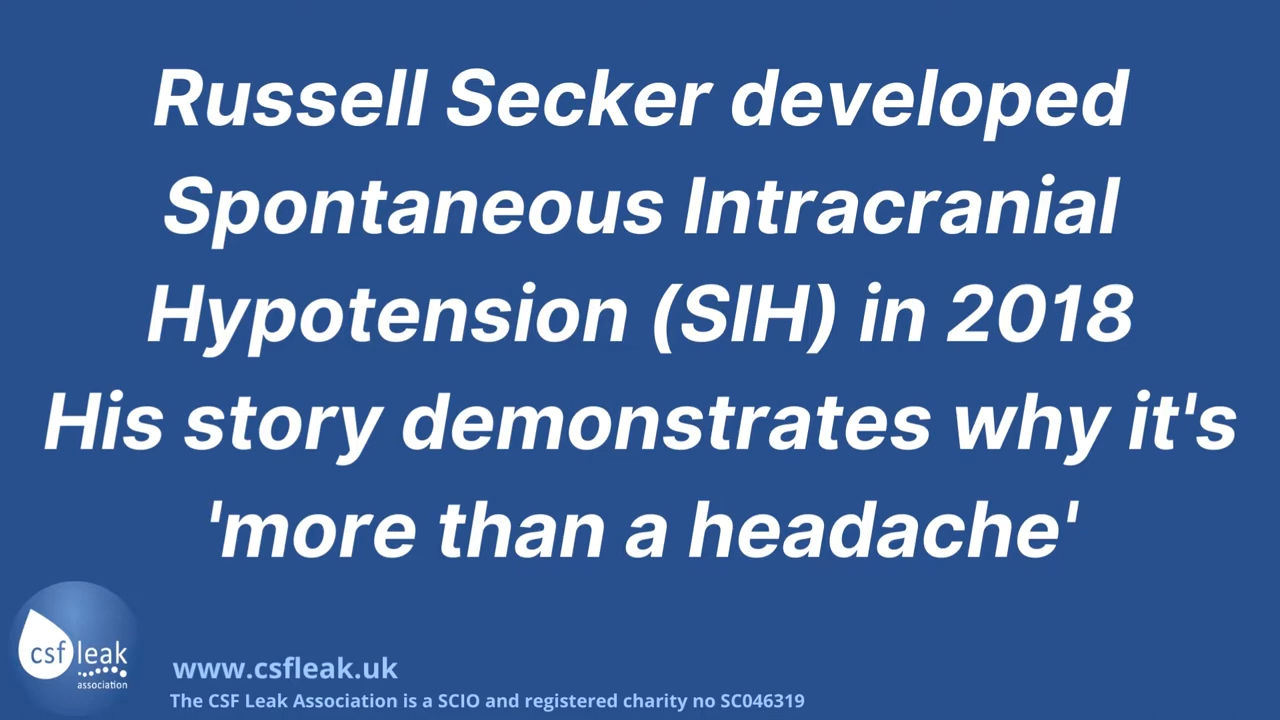 Russell Secker developed
Spontaneous Intracranial
Hypotension (SIH) in 2018
His story demonstrates why it's
'more than a headache'
csf leak
association
www.csfleak.uk
The CSF Leak Association is a SCIO and registered charity no SC046319